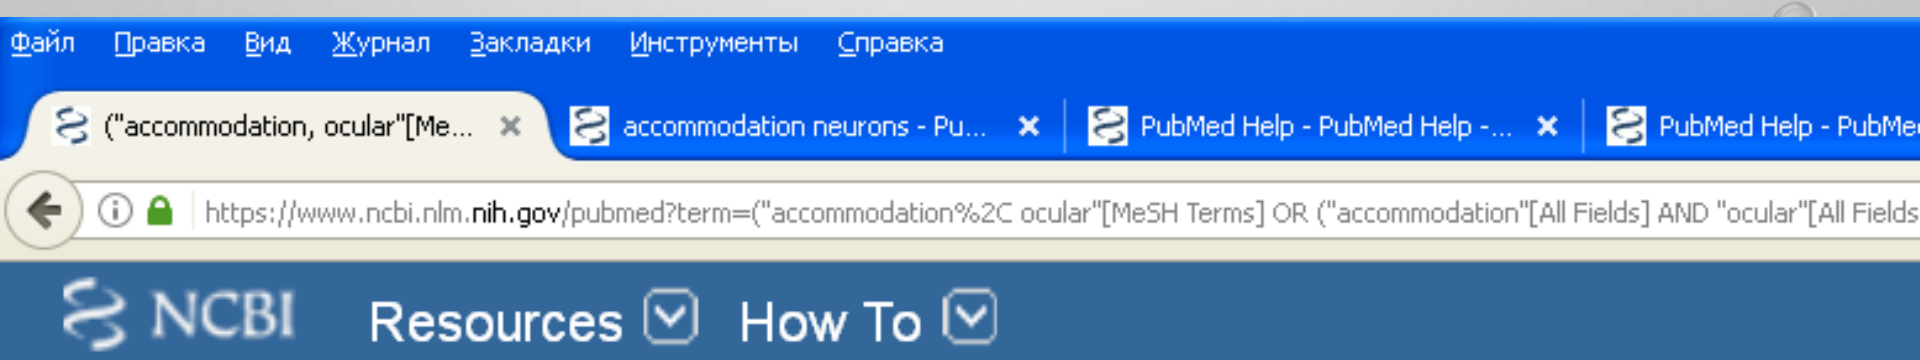 Файл Правка Вид Журнал Закладки Инструменты Справка
("accommodation, ocular"[Me... accommodation neurons - Pu... PubMed Help - PubMed Help -... PubMed Help - PubMed
https://www.ncbi.nlm.nih.gov/pubmed?term=("accommodation%2C ocular"[MeSH Terms] OR ("accommodation"[All Fields] AND "ocular"[All Fields
NCBI Resources How To